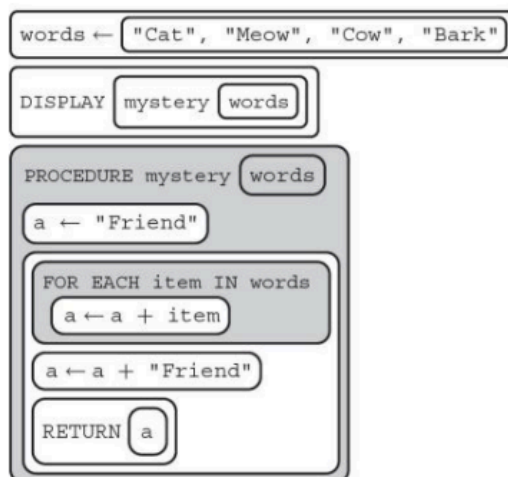 words ← "Cat", "Meow", "Cow", "Bark"
DISPLAY mystery words
PROCEDURE mystery words
a ← "Friend"
FOR EACH item IN words
a ← a + item
a ← a + "Friend"
RETURN a